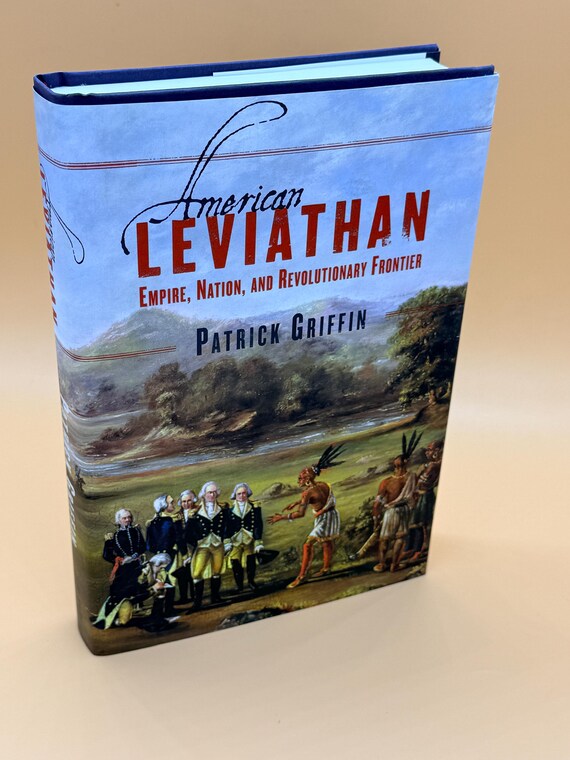 American
LEVIATHAN
EMPIRE, NATION, AND REVOLUTIONARY FRONTIER
PATRICK GRIFFIN